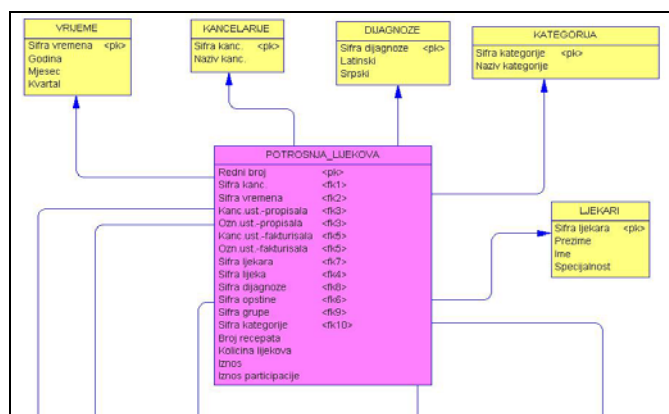 VRIJEME
Sifra vremena <pk>
Godina
Mjesec
Kvartal
KANCELARIJE
Sifra kanc. <pk>
Naziv kanc.
DIJAGNOZE
Sifra dijagnoze <pk>
Latinski
Srpski
KATEGORIJA
Sifra kategorije <pk>
Naziv kategorije
POTROSNJA_LIJEKOVA
Redni broj <pk>
Sifra kanc. <fk1>
Sifra vremena <fk2>
Kanc.ust.-propisala <fk3>
Ozn.ust.-propisala <fk3>
Kanc.ust.-fakturisala <fk5>
Ozn.ust.-fakturisala <fk5>
Sifra ljekara <fk7>
Sifra lijeka <fk4>
Sifra dijagnoze <fk8>
Sifra opstine <fk6>
Sifra grupe <fk9>
Sifra kategorije <fk10>
Broj recepata
Kolicina lijekova
Iznos
Iznos participacije
LJEKARI
Sifra ljekara <pk>
Prezime
Ime
Specijalnost